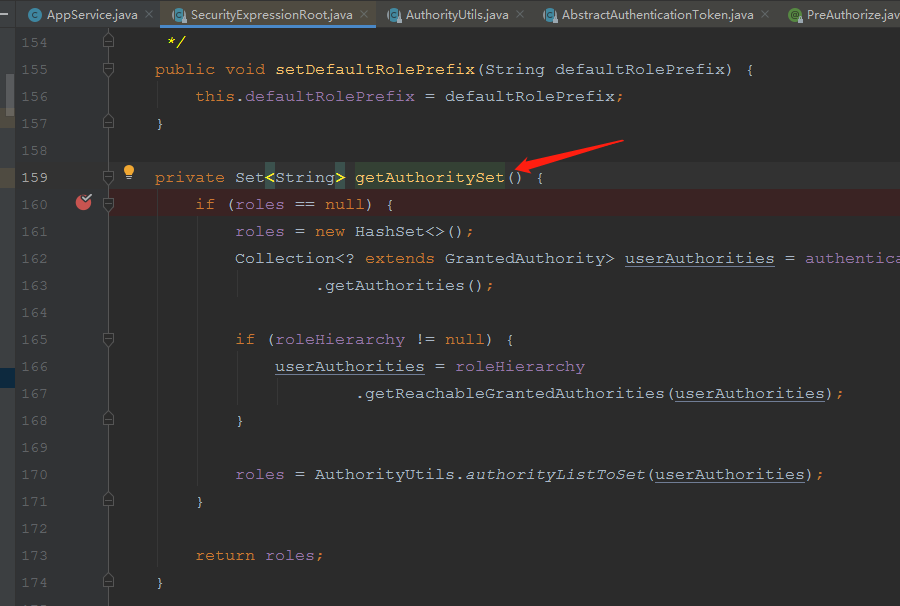 AppService.java SecurityExpressionRoot.java AuthorityUtils.java AbstractAuthenticationToken.java PreAuthorize.jav
154 */
155 public void setDefaultRolePrefix(String defaultRolePrefix) {
156 this.defaultRolePrefix = defaultRolePrefix;
157 }
158
159 private Set<String> getAuthoritySet() {
160 if (roles == null) {
161 roles = new HashSet<>();
162 Collection<? extends GrantedAuthority> userAuthorities = authentica
163 .getAuthorities();
164
165 if (roleHierarchy != null) {
166 userAuthorities = roleHierarchy
167 .getReachableGrantedAuthorities(userAuthorities);
168 }
169
170 roles = AuthorityUtils.authorityListToSet(userAuthorities);
171 }
172
173 return roles;
174 }